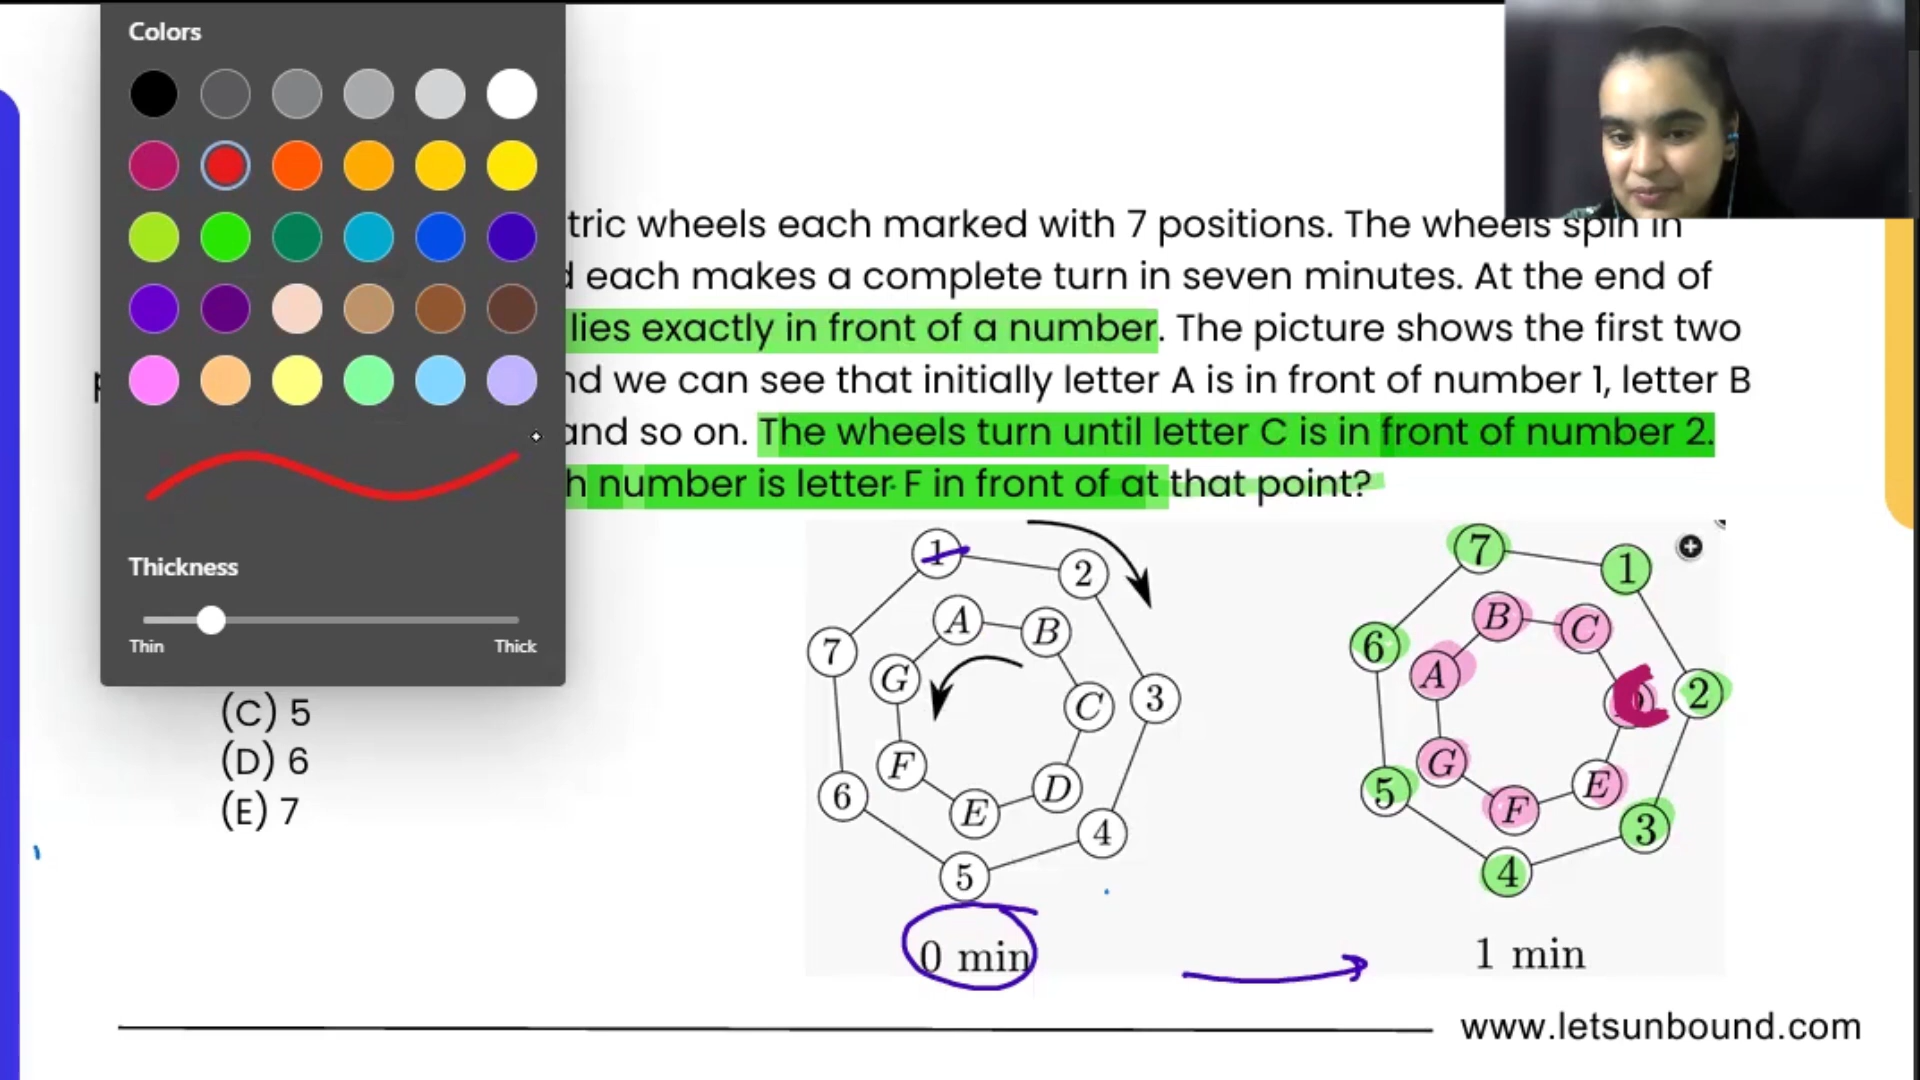 Colors
tric wheels each marked with 7 positions. The wheels spin in
each makes a complete turn in seven minutes. At the end of
lies exactly in front of a number. The picture shows the first two
we can see that initially letter A is in front of number 1, letter B
and so on. The wheels turn until letter C is in front of number 2.
h number is letter F in front of at that point?
Thickness
Thin Thick
(C) 5
(D) 6
(E) 7
1
2
A
B
7
G
C
3
F
6
E
D
4
5
0 min
7
1
B
C
6
A
2
G
E
5
F
3
4
1 min
www.letsunbound.com